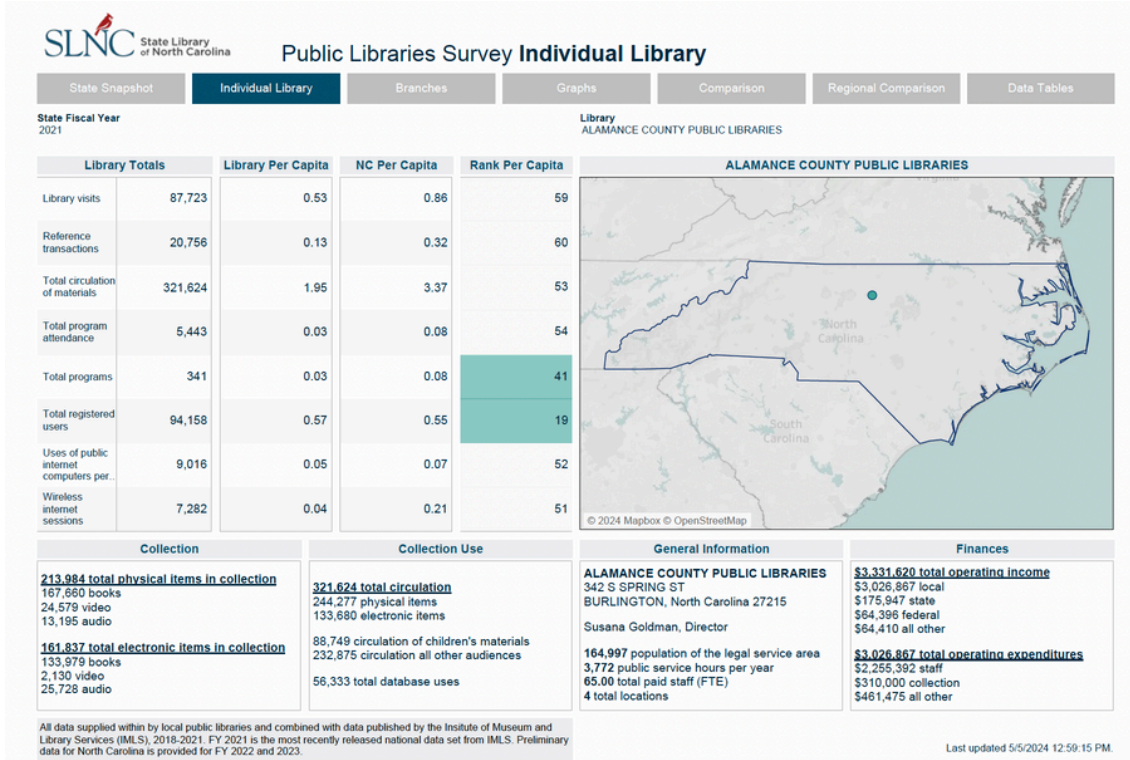 SLNC State Library
of North Carolina
Public Libraries Survey Individual Library
State Snapshot
Individual Library
Branches
Graphs
Comparison
Regional Comparison
Data Tables
State Fiscal Year
2021
Library
ALAMANCE COUNTY PUBLIC LIBRARIES
Library Totals Library Per Capita NC Per Capita Rank Per Capita
Library visits 87,723 0.53 0.86 59
Reference
transactions 20,756 0.13 0.32 60
Total circulation
of materials 321,624 1.95 3.37 53
Total program
attendance 5,443 0.03 0.08 54
Total programs 341 0.03 0.08 41
Total registered
users 94,158 0.57 0.55 19
Uses of public
internet
computers per.. 9,016 0.05 0.07 52
Wireless
internet
sessions 7,282 0.04 0.21 51
ALAMANCE COUNTY PUBLIC LIBRARIES
Virginia
North
Carolina
South
Carolina
© 2024 Mapbox © OpenStreetMap
Collection
213,984 total physical items in collection
167,660 books
24,579 video
13,195 audio
161,837 total electronic items in collection
133,979 books
2,130 video
25,728 audio
Collection Use
321,624 total circulation
244,277 physical items
133,680 electronic items
88,749 circulation of children's materials
232,875 circulation all other audiences
56,333 total database uses
General Information
ALAMANCE COUNTY PUBLIC LIBRARIES
342 S SPRING ST
BURLINGTON, North Carolina 27215
Susana Goldman, Director
164,997 population of the legal service area
3,772 public service hours per year
65.00 total paid staff (FTE)
4 total locations
Finances
$3,331,620 total operating income
$3,026,867 local
$175,947 state
$64,396 federal
$64,410 all other
$3,026,867 total operating expenditures
$2,255,392 staff
$310,000 collection
$461,475 all other
All data supplied within by local public libraries and combined with data published by the Insitute of Museum and
Library Services (IMLS), 2018-2021. FY 2021 is the most recently released national data set from IMLS. Preliminary
data for North Carolina is provided for FY 2022 and 2023.
Last updated 5/5/2024 12:59:15 PM.